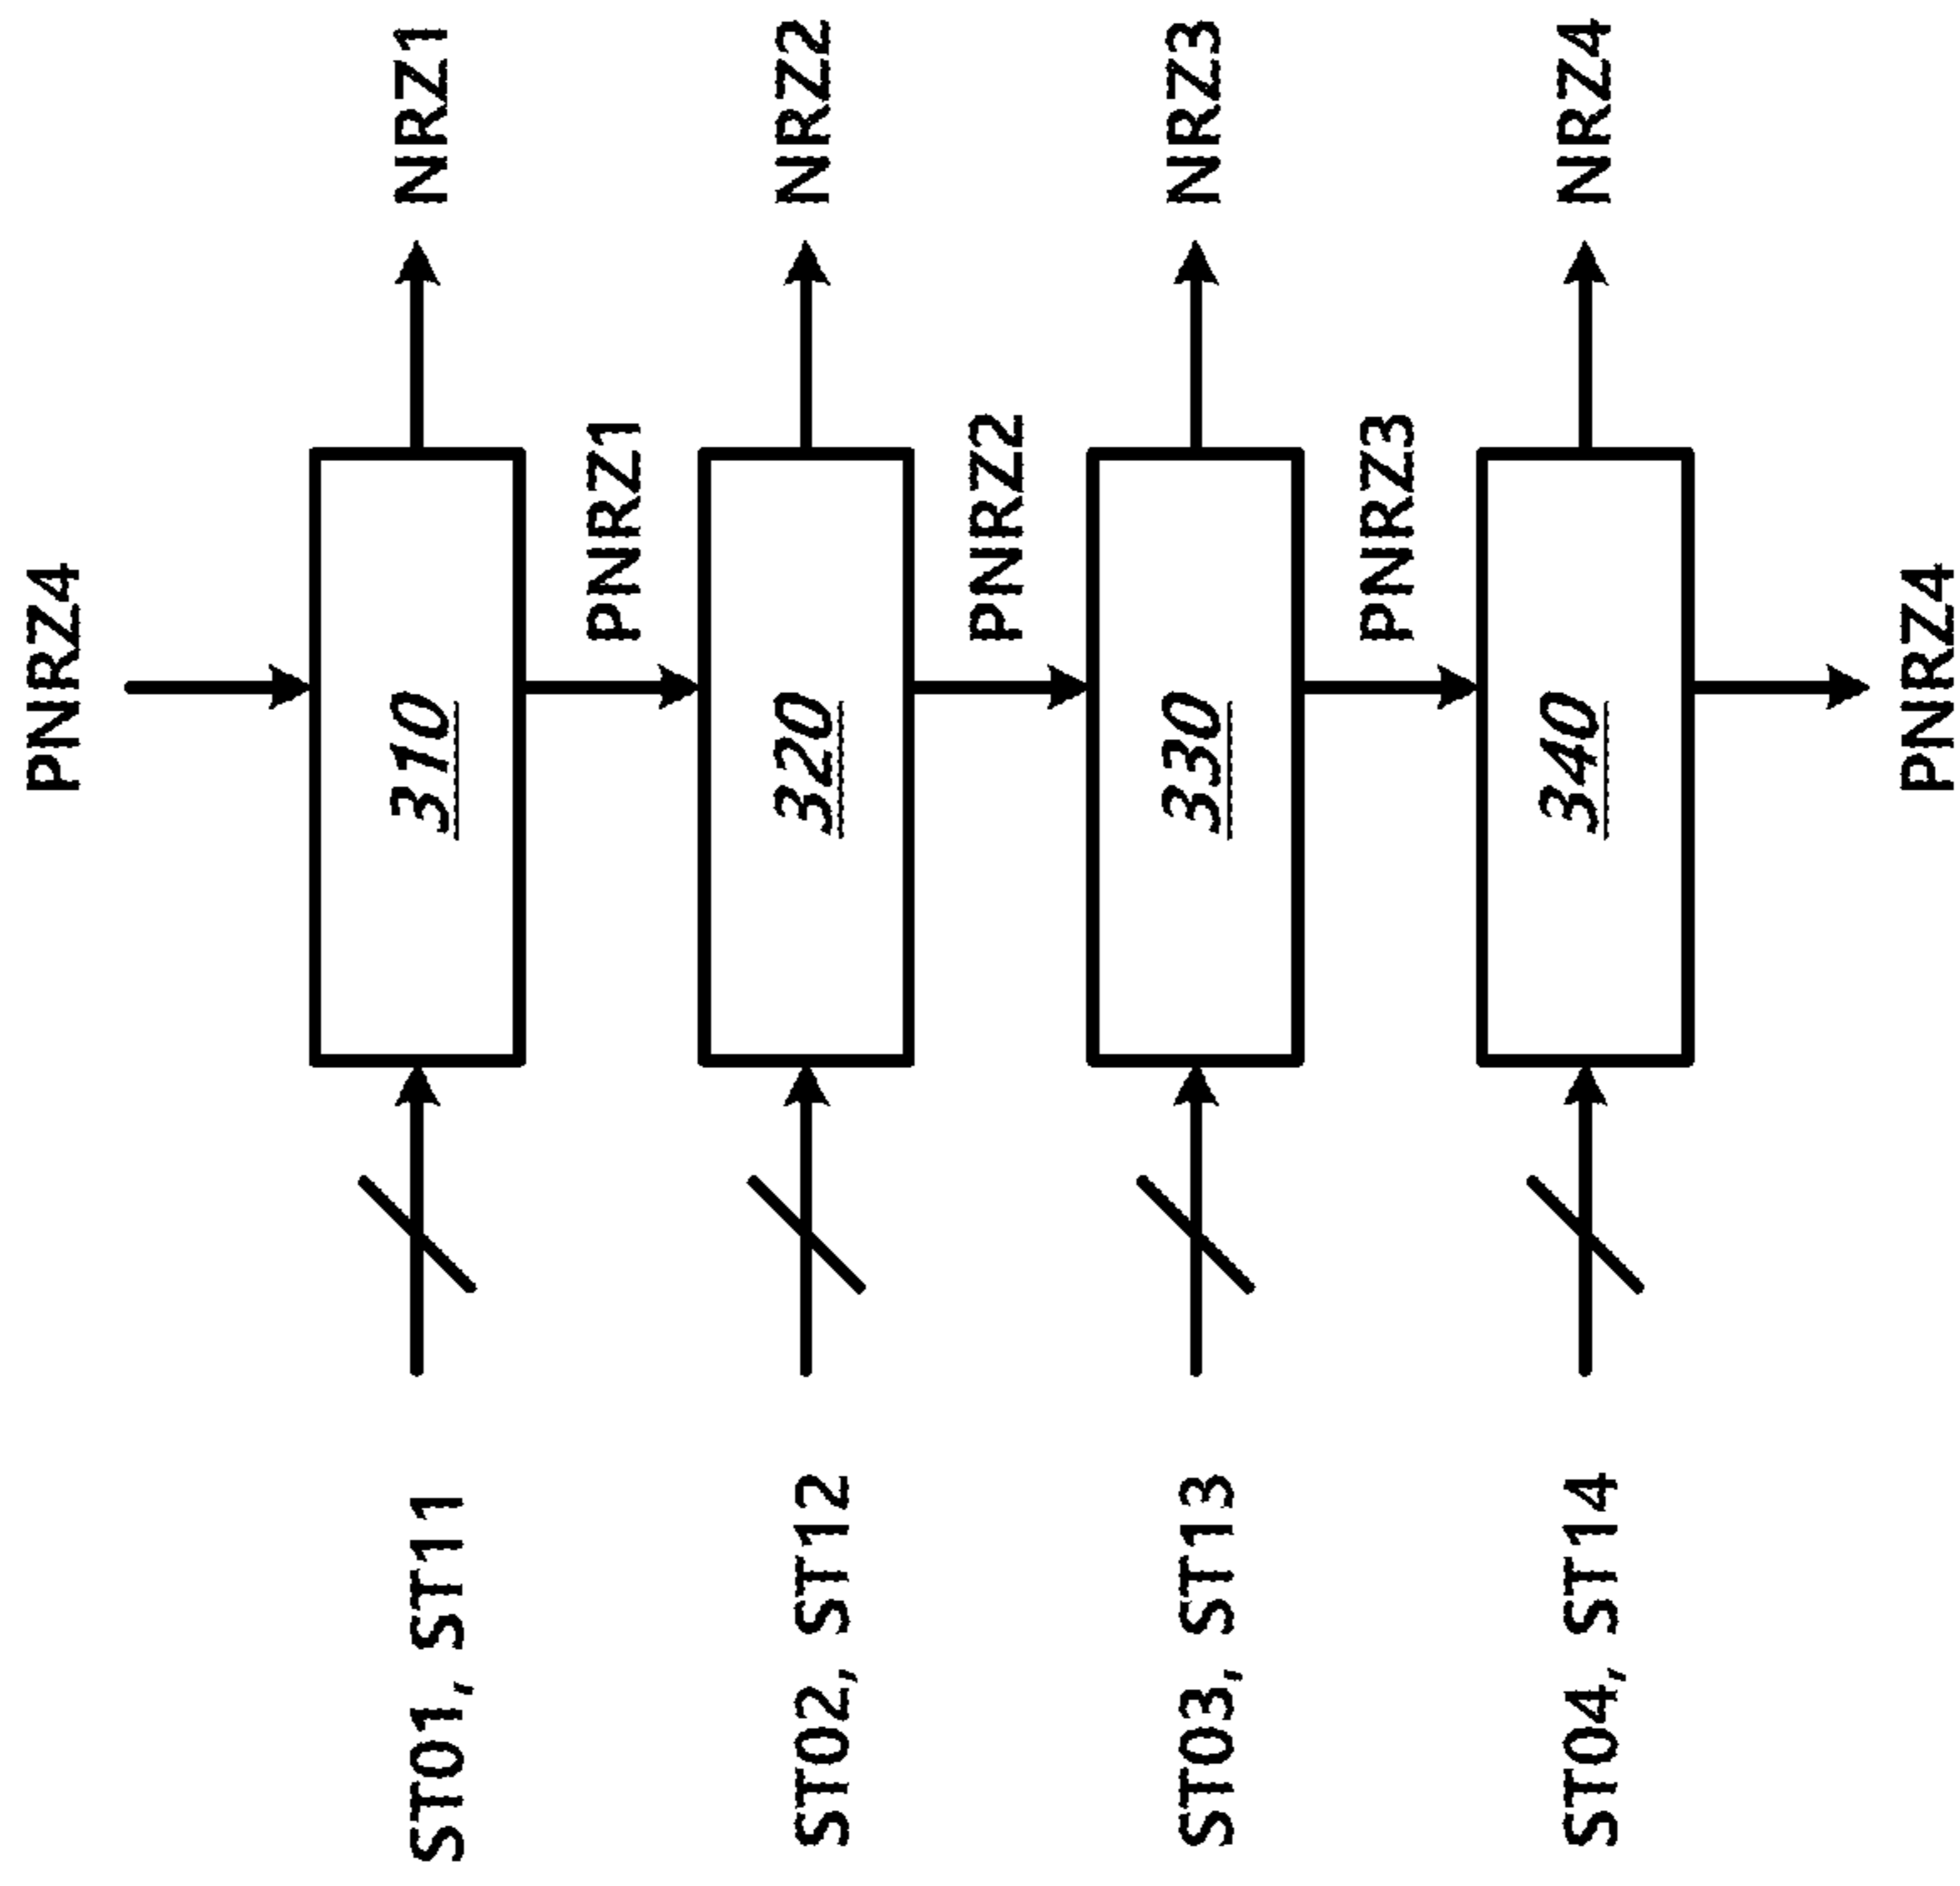 PNRZ4
ST01, ST11
310
NRZ1
PNRZ1
ST02, ST12
320
NRZ2
PNRZ2
ST03, ST13
330
NRZ3
PNRZ3
ST04, ST14
340
NRZ4
PNRZ4